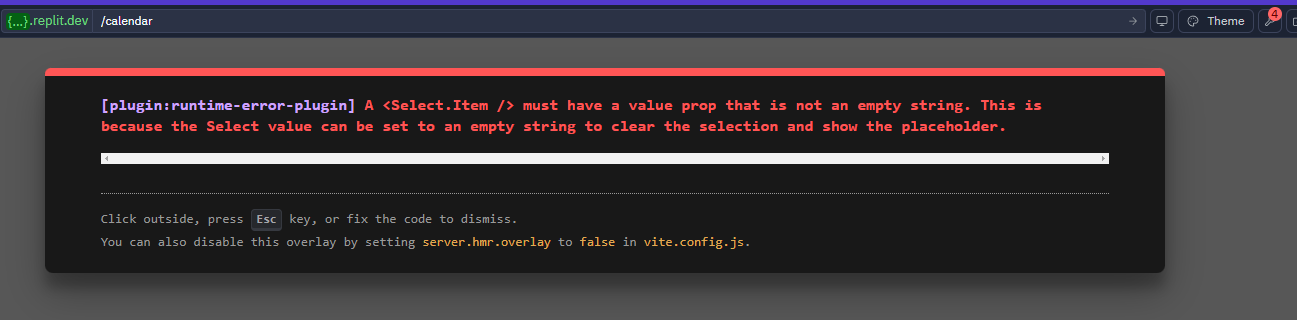 {...}.replit.dev /calendar → Theme 4
[plugin:runtime-error-plugin] A <Select.Item /> must have a value prop that is not an empty string. This is
because the Select value can be set to an empty string to clear the selection and show the placeholder.
Click outside, press Esc key, or fix the code to dismiss.
You can also disable this overlay by setting server.hmr.overlay to false in vite.config.js.